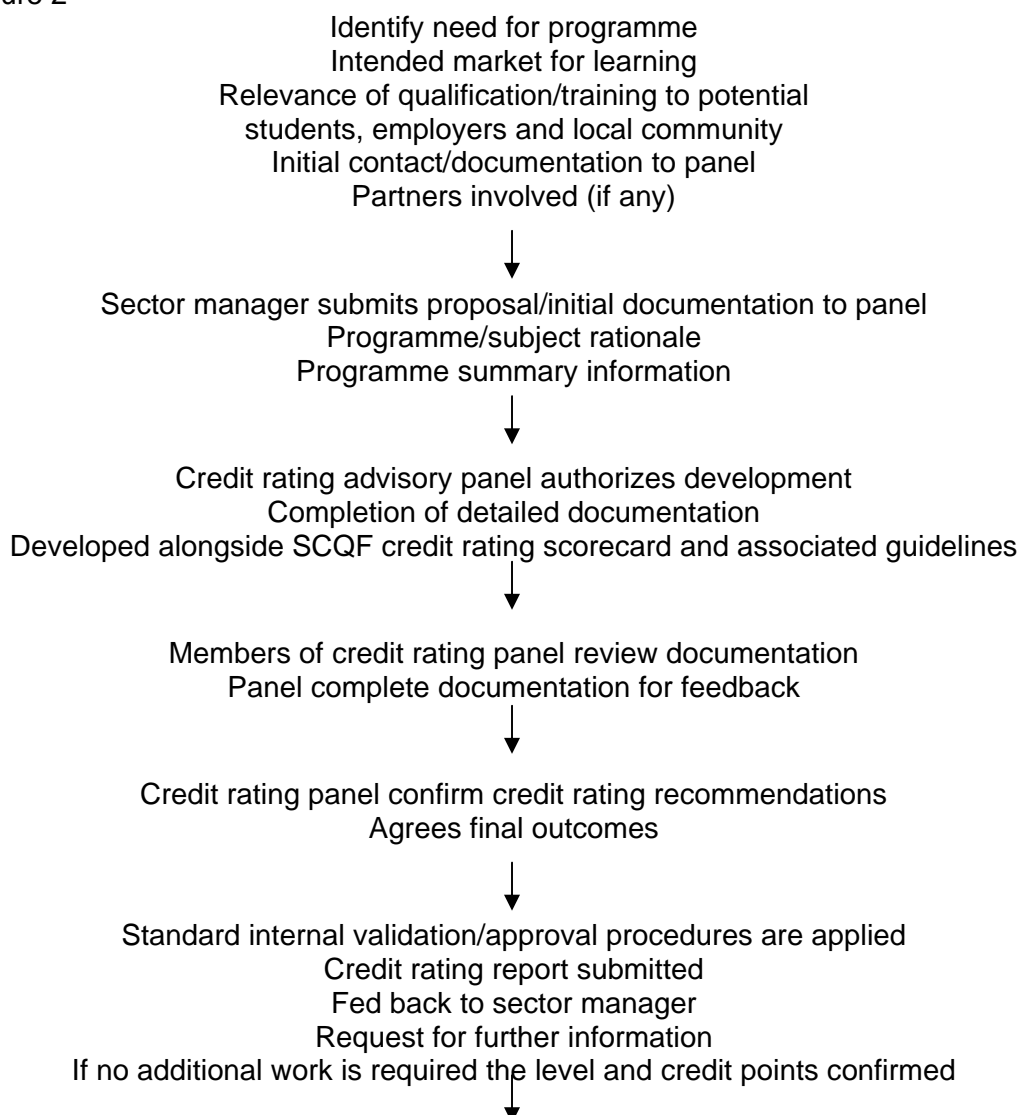 ure 2
Identify need for programme
Intended market for learning
Relevance of qualification/training to potential
students, employers and local community
Initial contact/documentation to panel
Partners involved (if any)
Sector manager submits proposal/initial documentation to panel
Programme/subject rationale
Programme summary information
Credit rating advisory panel authorizes development
Completion of detailed documentation
Developed alongside SCQF credit rating scorecard and associated guidelines
Members of credit rating panel review documentation
Panel complete documentation for feedback
Credit rating panel confirm credit rating recommendations
Agrees final outcomes
Standard internal validation/approval procedures are applied
Credit rating report submitted
Fed back to sector manager
Request for further information
If no additional work is required the level and credit points confirmed